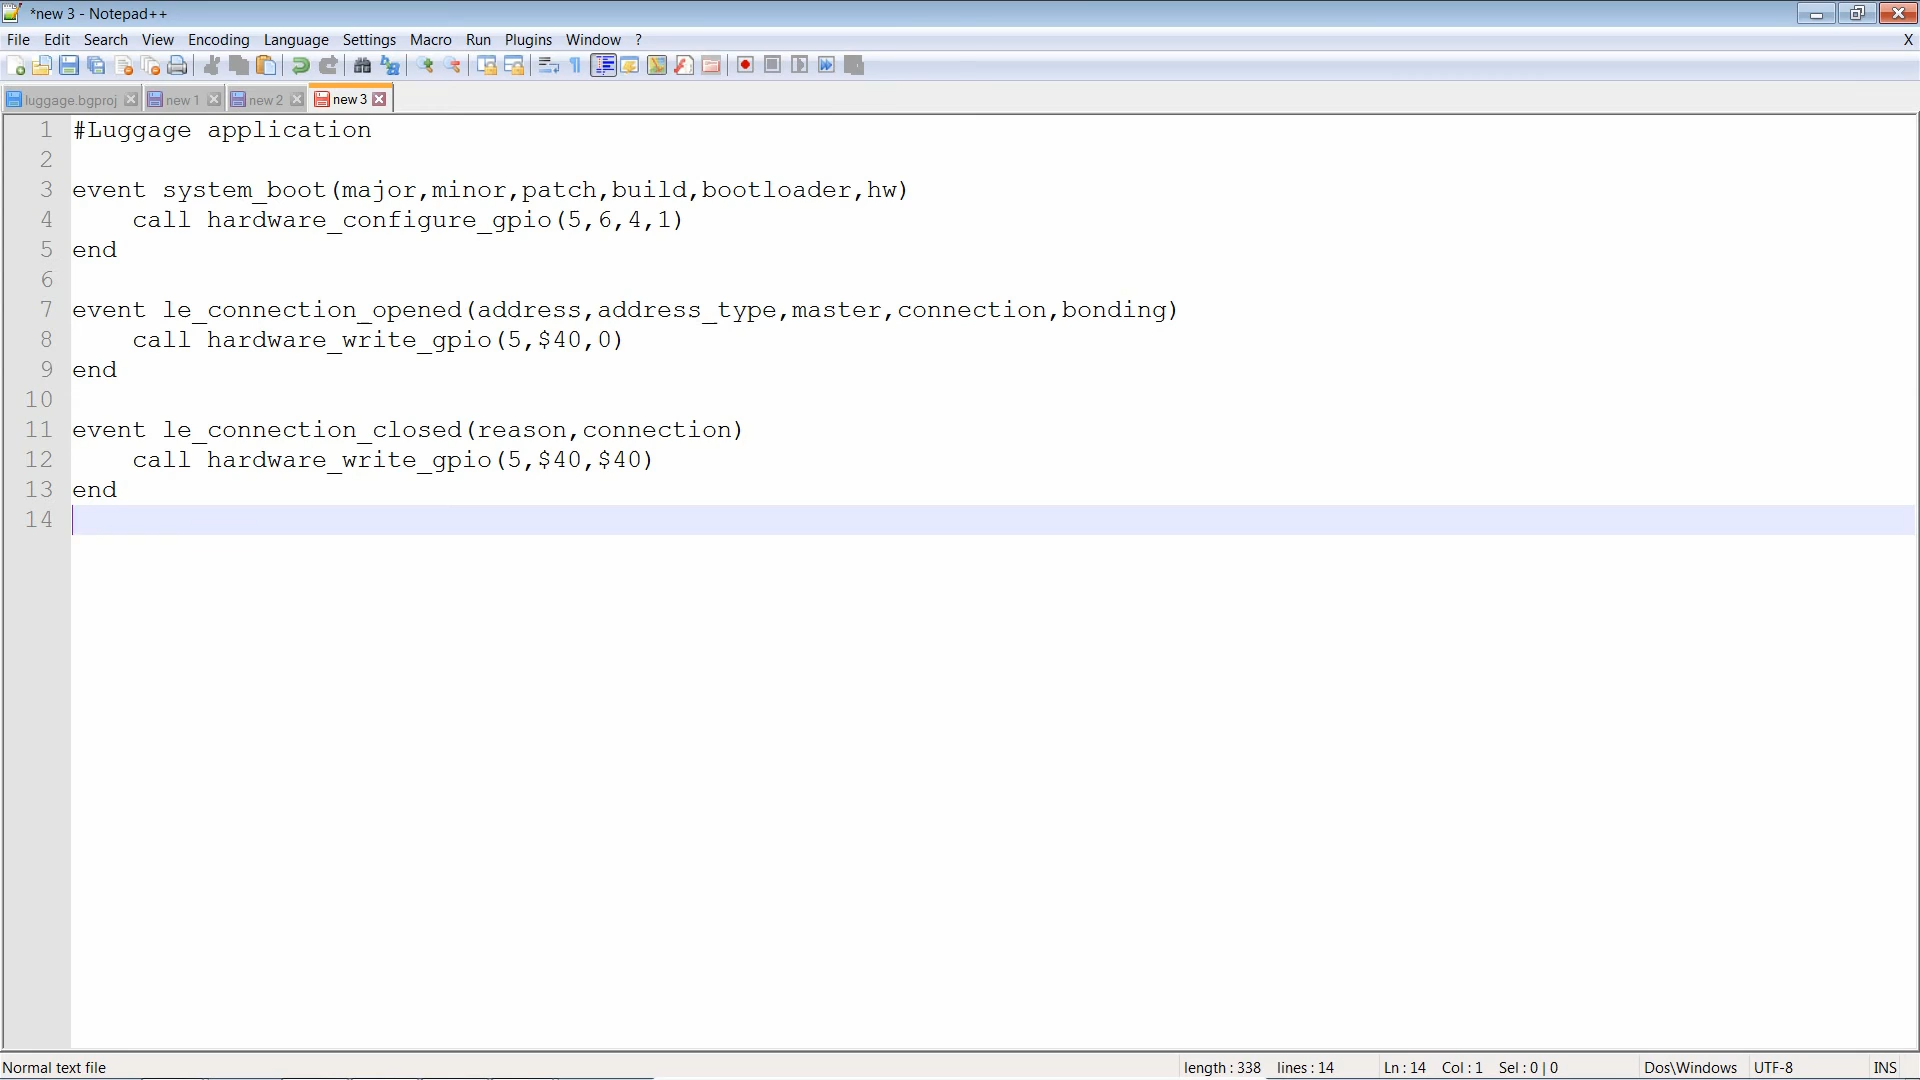 *new 3 - Notepad++
File Edit Search View Encoding Language Settings Macro Run Plugins Window ? X
luggage.bgproj new 1 new 2 new 3
1 #Luggage application
2
3 event system_boot(major,minor,patch,build,bootloader,hw)
4     call hardware_configure_gpio(5,6,4,1)
5 end
6
7 event le_connection_opened(address,address_type,master,connection,bonding)
8     call hardware_write_gpio(5,$40,0)
9 end
10
11 event le_connection_closed(reason,connection)
12     call hardware_write_gpio(5,$40,$40)
13 end
14
Normal text file length : 338 lines : 14 Ln : 14 Col : 1 Sel : 0 | 0 Dos\Windows UTF-8 INS